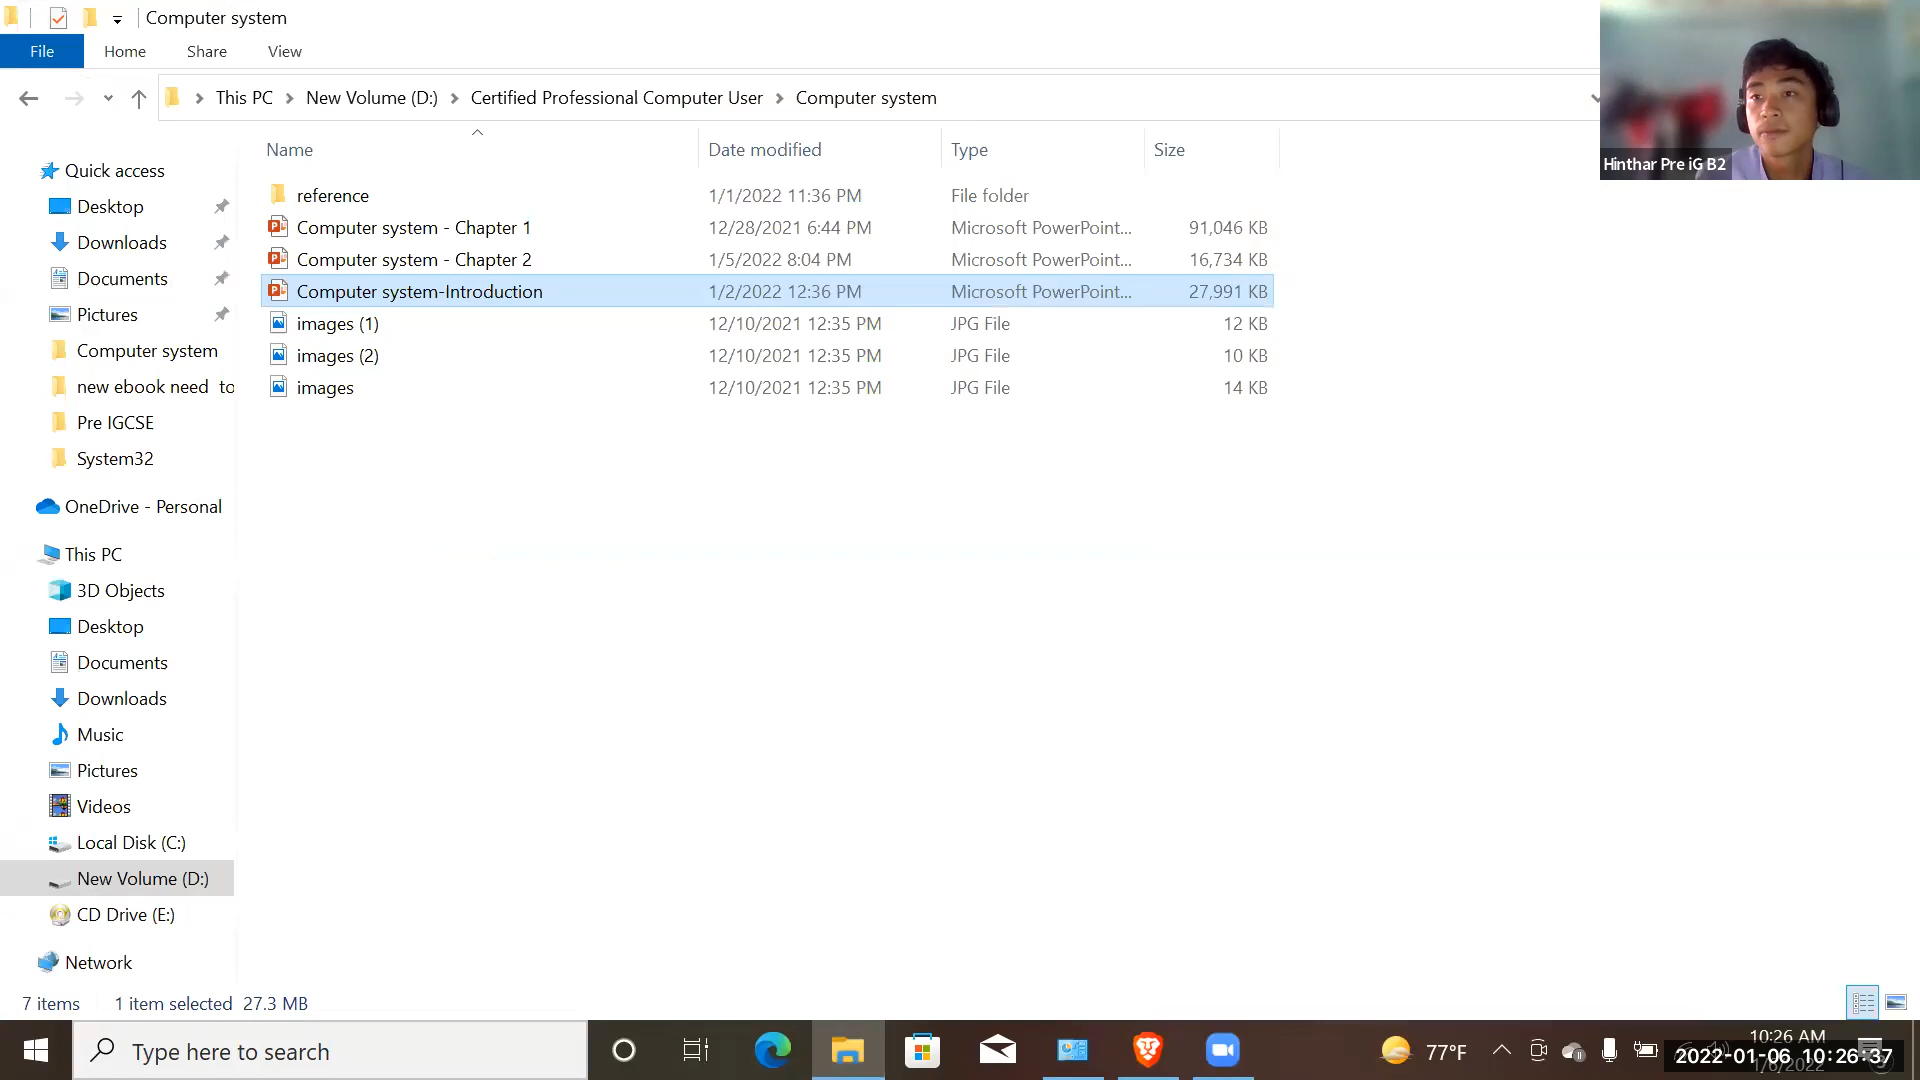 Computer system
File Home Share View
This PC New Volume (D:) Certified Professional Computer User Computer system
Hinthar Pre iG B2
Name Date modified Type Size
Quick access
Desktop
Downloads
Documents
Pictures
Computer system
new ebook need to
Pre IGCSE
System32
OneDrive - Personal
This PC
3D Objects
Desktop
Documents
Downloads
Music
Pictures
Videos
Local Disk (C:)
New Volume (D:)
CD Drive (E:)
Network
reference 1/1/2022 11:36 PM File folder
Computer system - Chapter 1 12/28/2021 6:44 PM Microsoft PowerPoint... 91,046 KB
Computer system - Chapter 2 1/5/2022 8:04 PM Microsoft PowerPoint... 16,734 KB
Computer system-Introduction 1/2/2022 12:36 PM Microsoft PowerPoint... 27,991 KB
images (1) 12/10/2021 12:35 PM JPG File 12 KB
images (2) 12/10/2021 12:35 PM JPG File 10 KB
images 12/10/2021 12:35 PM JPG File 14 KB
7 items 1 item selected 27.3 MB
Type here to search
77°F
10:26 AM
2022-01-06 10:26:37
1/6/2022